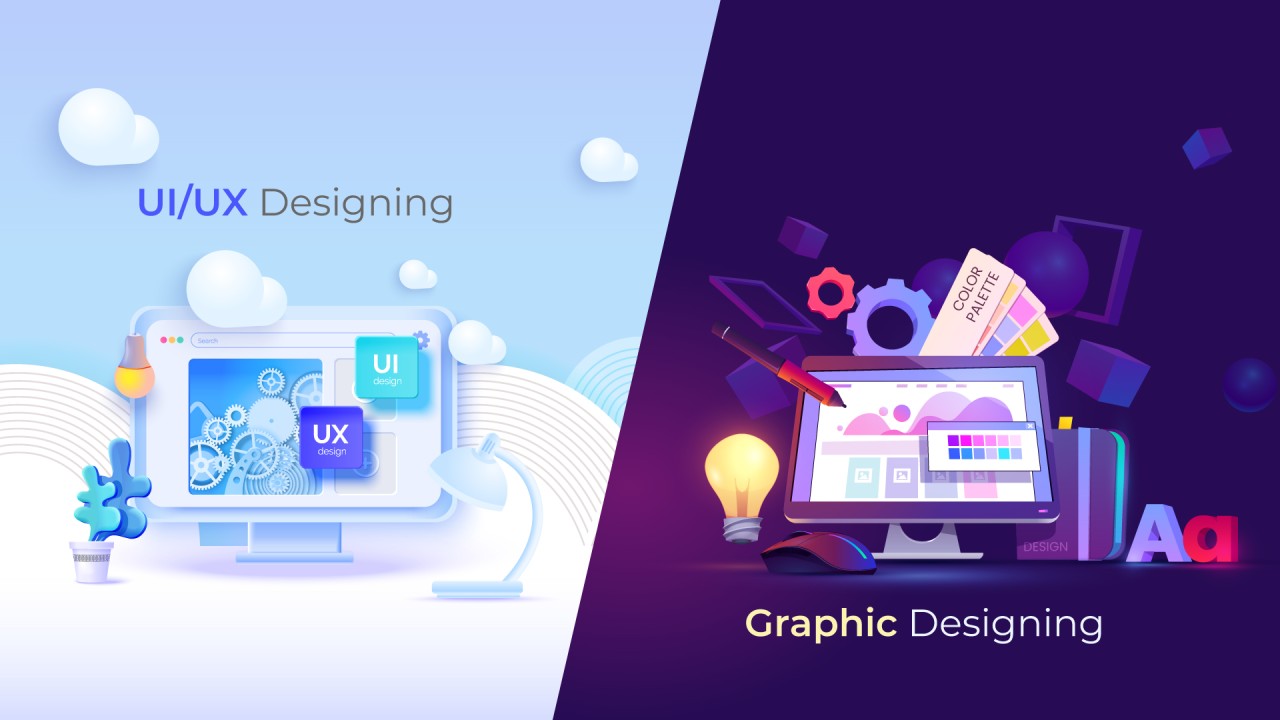 UI/UX Designing
Search
UI
design
UX
design
COLOR
PALETTE
DESIGN
Aa
Graphic Designing